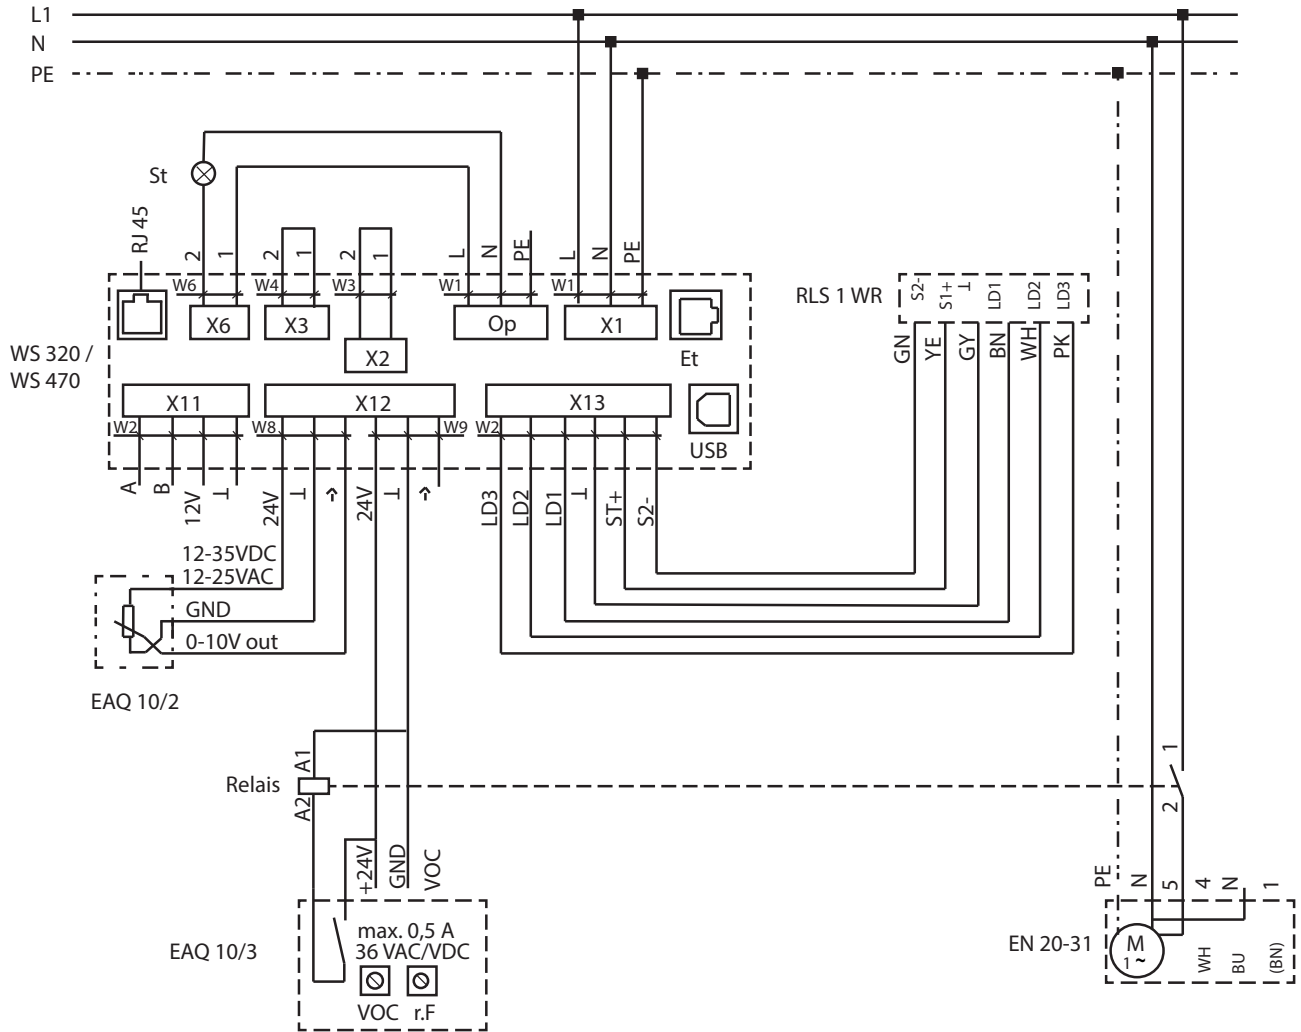 L1
N
PE
St
RJ 45
2 1 2 1 2 1 L N PE L N PE
W6 W4 W3 W1 W1
X6 X3 Op X1
X2
Et
WS 320 /
WS 470
X11 X12 X13
W2 W8 W9 W2
USB
A B 12V ⊥ 24V ⊥ ↑ 24V ⊥ ↑ LD3 LD2 LD1 ⊥ ST+ S2-
RLS 1 WR
S2- S1+ ⊥ LD1 LD2 LD3
GN YE GY BN WH PK
12-35VDC
12-25VAC
GND
0-10V out
EAQ 10/2
A1
Relais
A2
1
2
+24V GND VOC
EAQ 10/3
max. 0,5 A
36 VAC/VDC
VOC r.F
PE N 5 4 N 1
EN 20-31
M
1 ~
WH BU (BN)